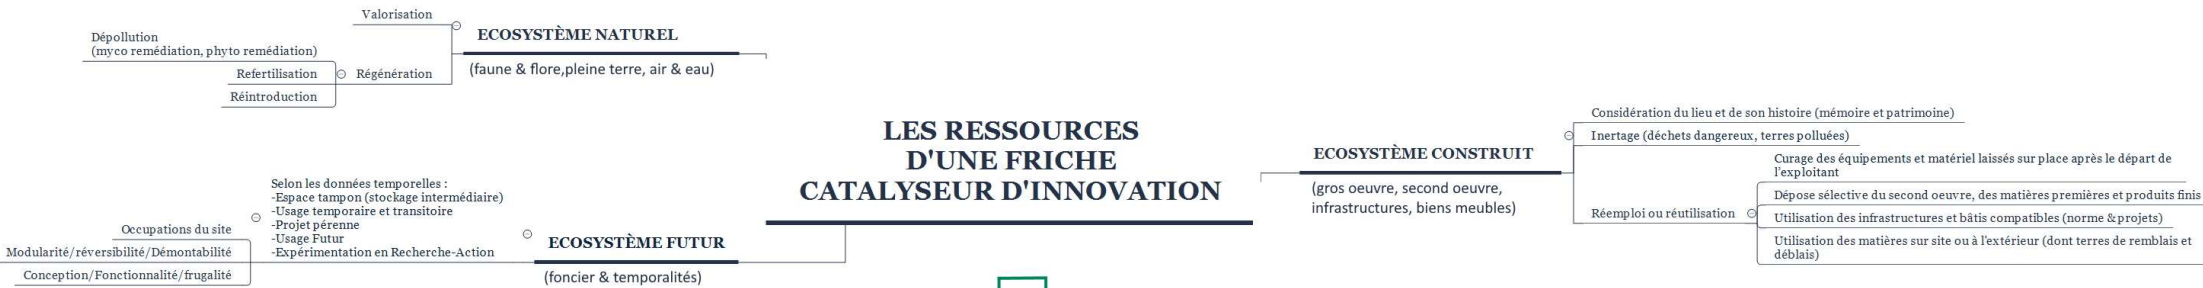 Valorisation
ECOSYSTÈME NATUREL
(faune & flore,pleine terre, air & eau)
Dépollution
(myco remédiation, phyto remédiation)
Refertilisation
Régénération
Réintroduction
LES RESSOURCES
D'UNE FRICHE
CATALYSEUR D'INNOVATION
ECOSYSTÈME CONSTRUIT
(gros oeuvre, second oeuvre,
infrastructures, biens meubles)
Considération du lieu et de son histoire (mémoire et patrimoine)
Inertage (déchets dangereux, terres polluées)
Réemploi ou réutilisation
Curage des équipements et matériel laissés sur place après le départ de
l'exploitant
Dépose sélective du second oeuvre, des matières premières et produits finis
Utilisation des infrastructures et bâtis compatibles (norme &projets)
Utilisation des matières sur site ou à l'extérieur (dont terres de remblais et
déblais)
ECOSYSTÈME FUTUR
(foncier & temporalités)
Selon les données temporelles :
-Espace tampon (stockage intermédiaire)
-Usage temporaire et transitoire
-Projet pérenne
-Usage Futur
-Expérimentation en Recherche-Action
Occupations du site
Modularité/réversibilité/Démontabilité
Conception/Fonctionnalité/frugalité